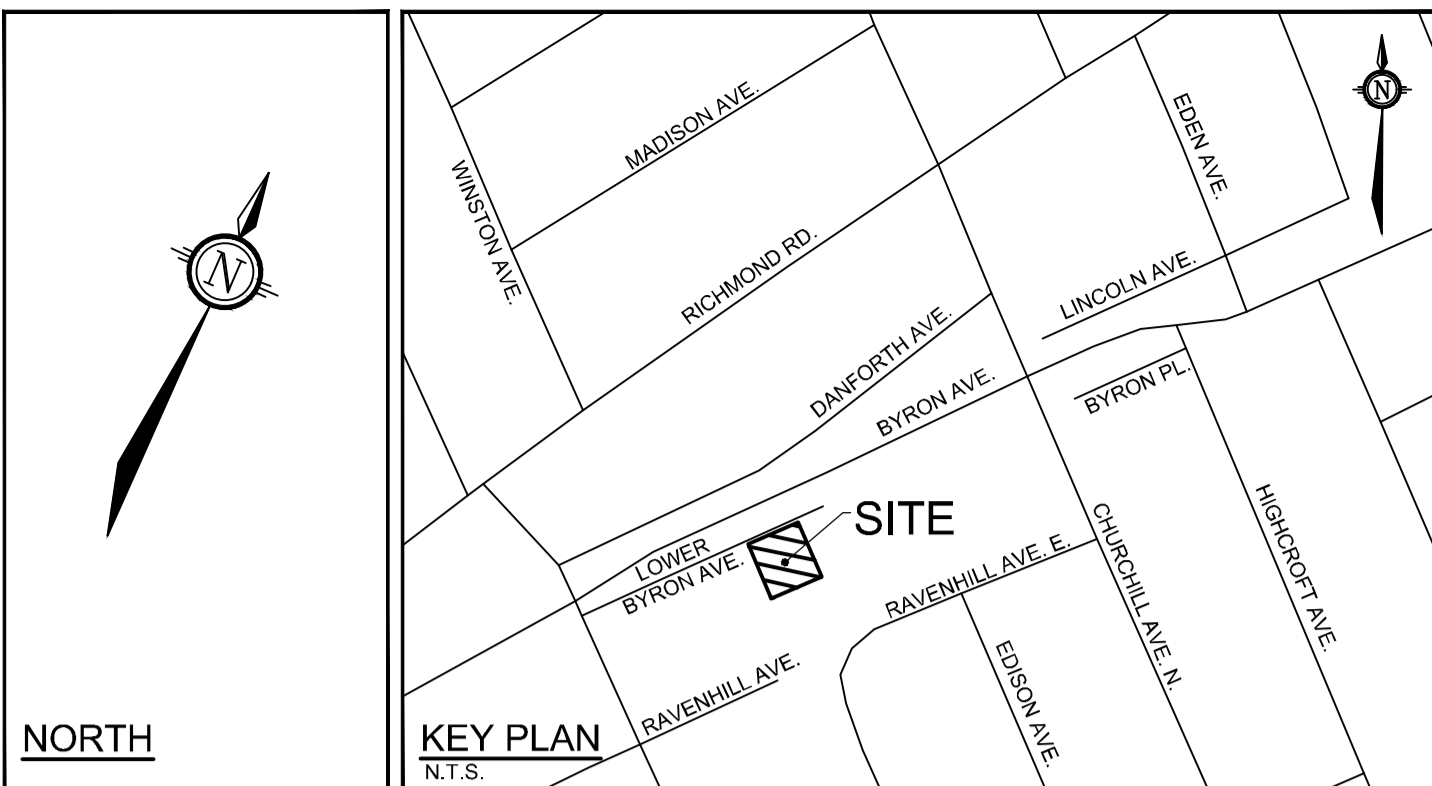 N
NORTH
N
MADISON AVE.
EDEN AVE.
WINSTON AVE.
RICHMOND RD.
LINCOLN AVE.
DANFORTH AVE.
BYRON AVE.
BYRON PL.
SITE
LOWER
BYRON AVE.
RAVENHILL AVE. E.
CHURCHILL AVE. N.
HIGHCROFT AVE.
EDISON AVE.
RAVENHILL AVE.
KEY PLAN
N.T.S.